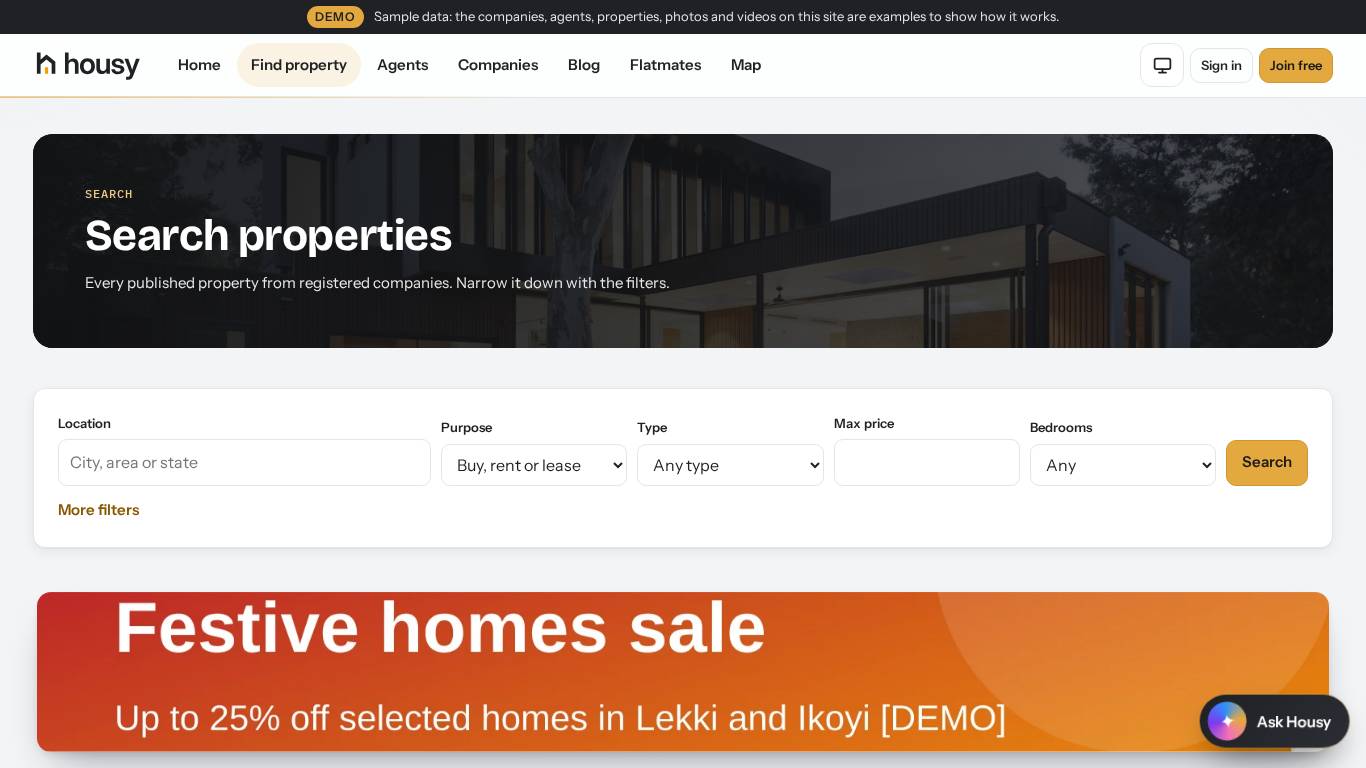 DEMO Sample data: the companies, agents, properties, photos and videos on this site are examples to show how it works.
housy Home Find property Agents Companies Blog Flatmates Map Sign in Join free
SEARCH
Search properties
Every published property from registered companies. Narrow it down with the filters.
Location Purpose Type Max price Bedrooms
City, area or state Buy, rent or lease Any type Any Search
More filters
Festive homes sale
Up to 25% off selected homes in Lekki and Ikoyi [DEMO]
Ask Housy